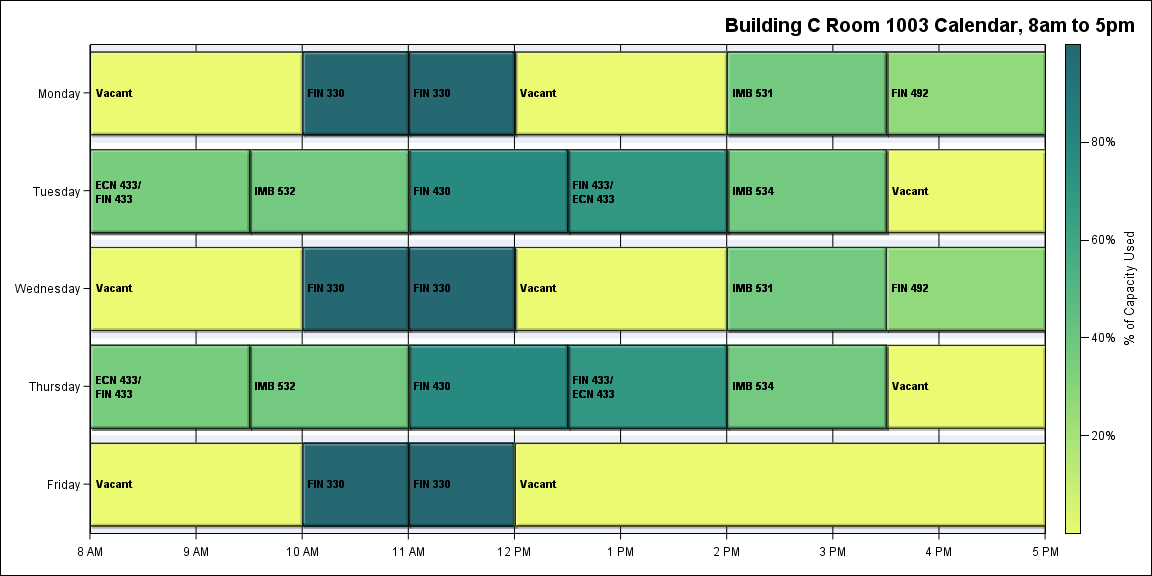 Building C Room 1003 Calendar, 8am to 5pm
Monday
Vacant
FIN 330
FIN 330
Vacant
IMB 531
FIN 492
Tuesday
ECN 433/
FIN 433
IMB 532
FIN 430
FIN 433/
ECN 433
IMB 534
Vacant
Wednesday
Vacant
FIN 330
FIN 330
Vacant
IMB 531
FIN 492
Thursday
ECN 433/
FIN 433
IMB 532
FIN 430
FIN 433/
ECN 433
IMB 534
Vacant
Friday
Vacant
FIN 330
FIN 330
Vacant
8 AM
9 AM
10 AM
11 AM
12 PM
1 PM
2 PM
3 PM
4 PM
5 PM
80%
60%
40%
20%
% of Capacity Used